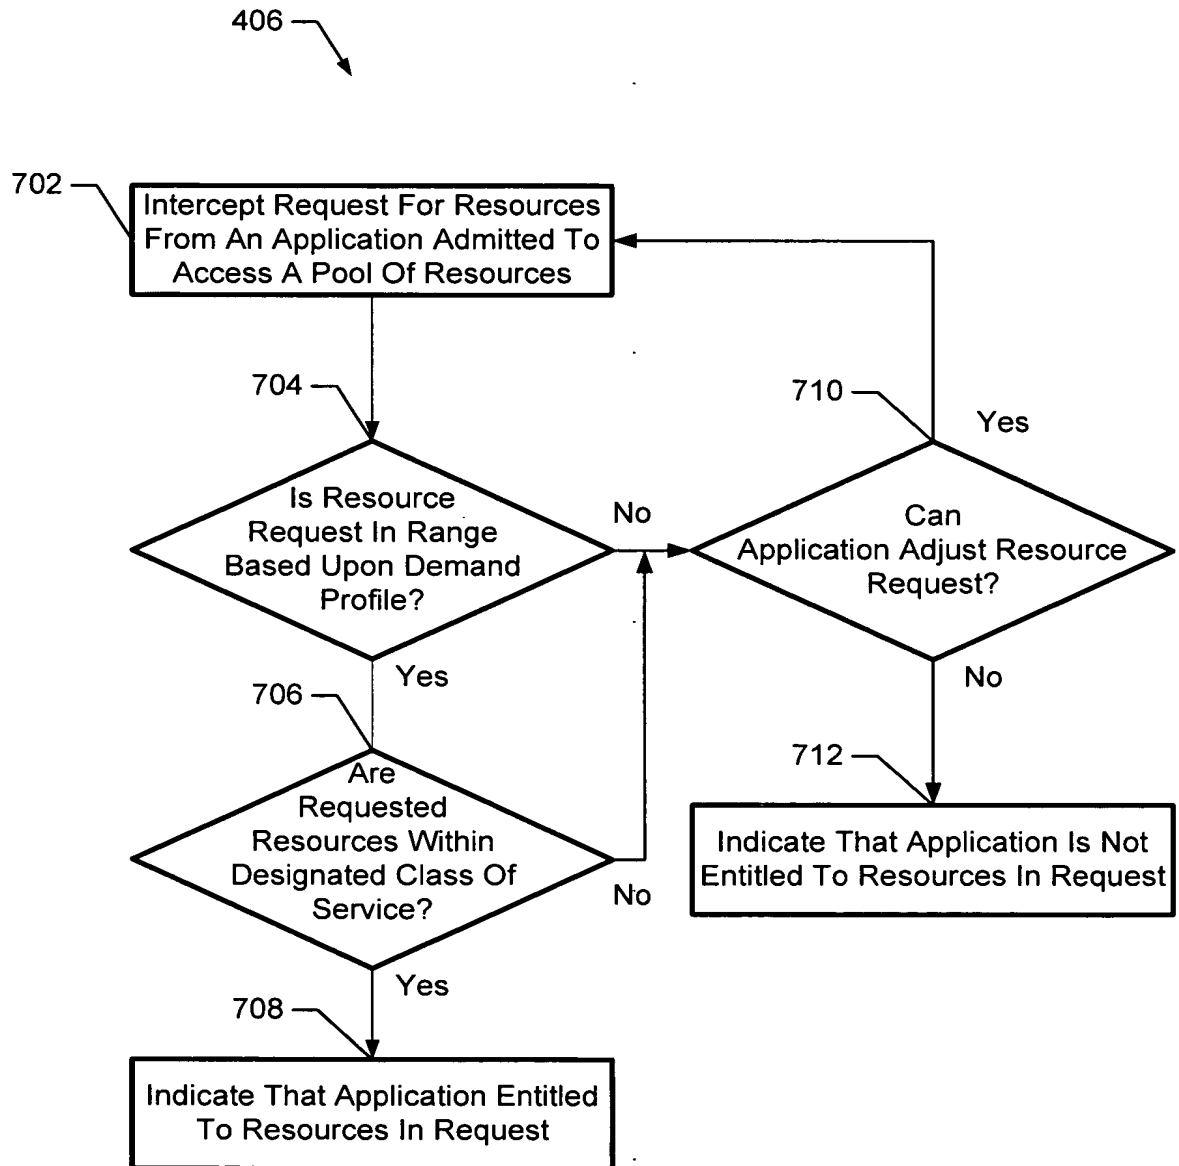 406
702
Intercept Request For Resources
From An Application Admitted To
Access A Pool Of Resources
704
Is Resource
Request In Range
Based Upon Demand
Profile?
No
Yes
710
Yes
Can
Application Adjust Resource
Request?
No
706
Are
Requested
Resources Within
Designated Class Of
Service?
No
Yes
712
Indicate That Application Is Not
Entitled To Resources In Request
708
Indicate That Application Entitled
To Resources In Request